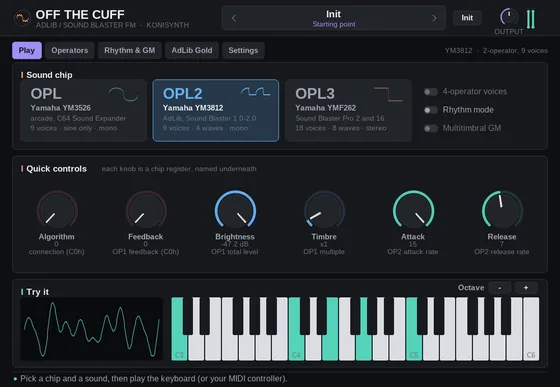 OFF THE CUFF
ADLIB / SOUND BLASTER FM · KONISYNTH
Init
Starting point
Init
OUTPUT
Play
Operators
Rhythm & GM
AdLib Gold
Settings
YM3812 · 2-operator, 9 voices
Sound chip
OPL
Yamaha YM3526
arcade, C64 Sound Expander
9 voices · sine only · mono
OPL2
Yamaha YM3812
AdLib, Sound Blaster 1.0-2.0
9 voices · 4 waves · mono
OPL3
Yamaha YMF262
Sound Blaster Pro 2 and 16
18 voices · 8 waves · stereo
4-operator voices
Rhythm mode
Multitimbral GM
Quick controls
each knob is a chip register, named underneath
Algorithm
0
connection (C0h)
Feedback
0
OP1 feedback (C0h)
Brightness
-47.2 dB
OP1 total level
Timbre
x1
OP1 multiple
Attack
15
OP2 attack rate
Release
7
OP2 release rate
Try it
Octave
-
+
C3
C4
C5
C6
Pick a chip and a sound, then play the keyboard (or your MIDI controller).